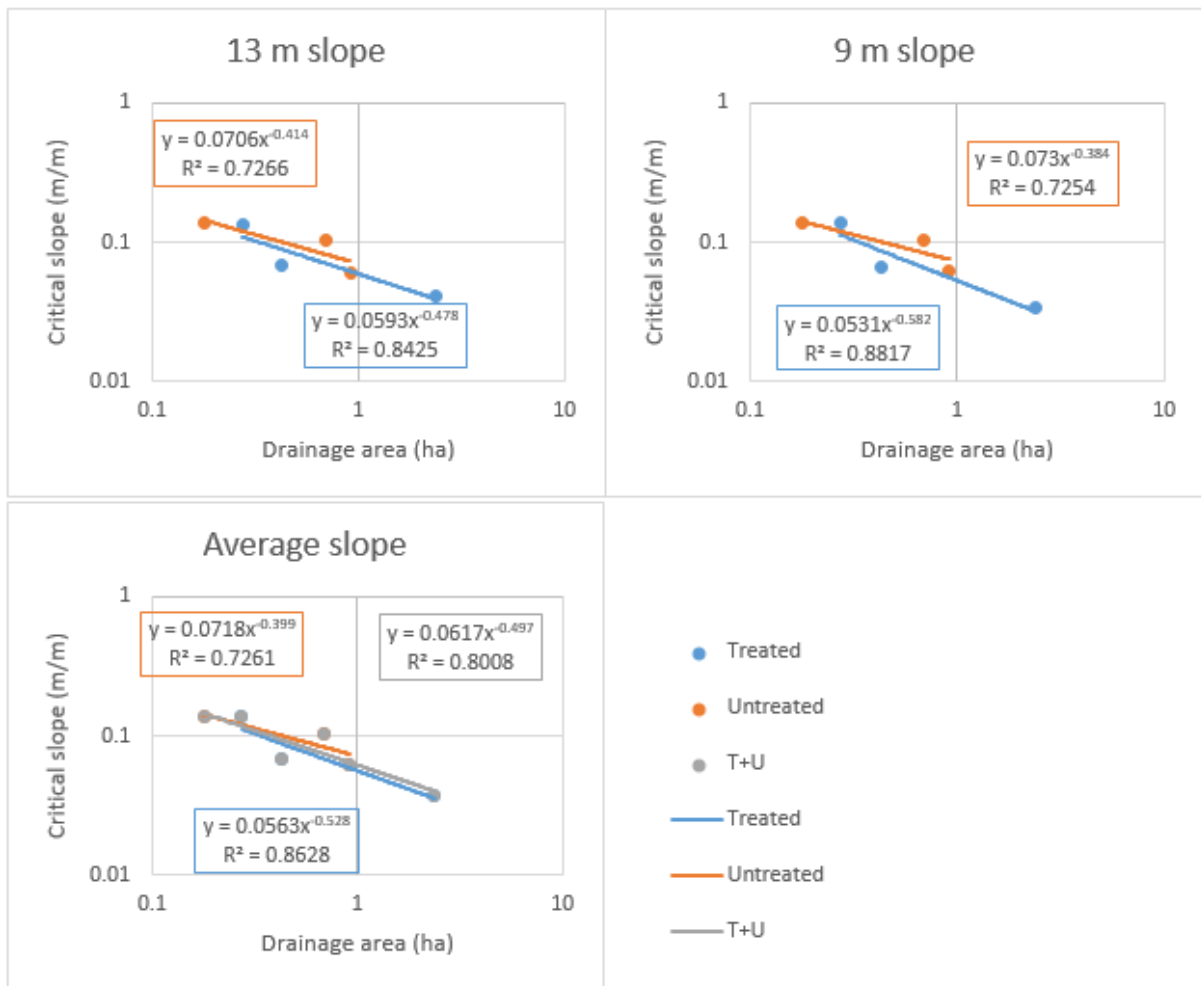 13 m slope
1
y = 0.0706x^-0.414
R² = 0.7266
0.1
y = 0.0593x^-0.478
R² = 0.8425
0.01
0.1 1 10
Critical slope (m/m)
Drainage area (ha)
9 m slope
1
y = 0.073x^-0.384
R² = 0.7254
0.1
y = 0.0531x^-0.582
R² = 0.8817
0.01
0.1 1 10
Critical slope (m/m)
Drainage area (ha)
Average slope
1
y = 0.0718x^-0.399
R² = 0.7261
y = 0.0617x^-0.497
R² = 0.8008
0.1
y = 0.0563x^-0.528
R² = 0.8628
0.01
0.1 1 10
Critical slope (m/m)
Drainage area (ha)
Treated
Untreated
T+U
Treated
Untreated
T+U